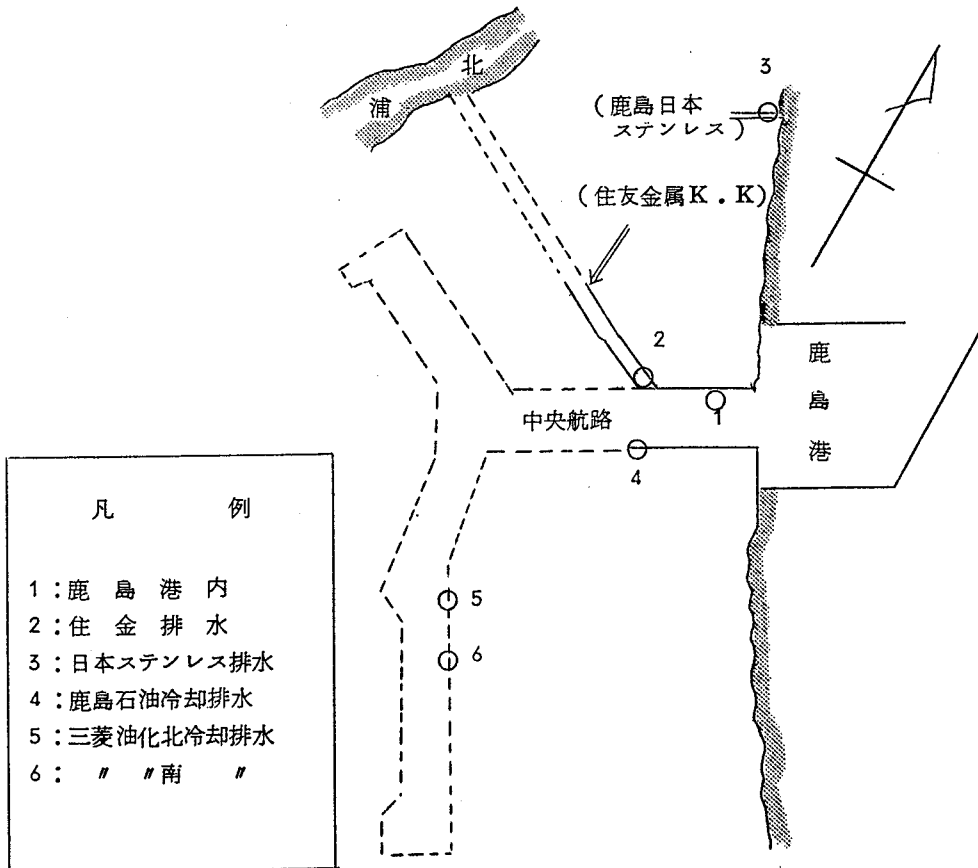 北
浦
3
(鹿島日本
ステンレス)
(住友金属K.K)
2
鹿
島
港
1
中央航路
4
5
6
凡 例
1:鹿島港内
2:住金排水
3:日本ステンレス排水
4:鹿島石油冷却排水
5:三菱油化北冷却排水
6: 〃 〃南 〃